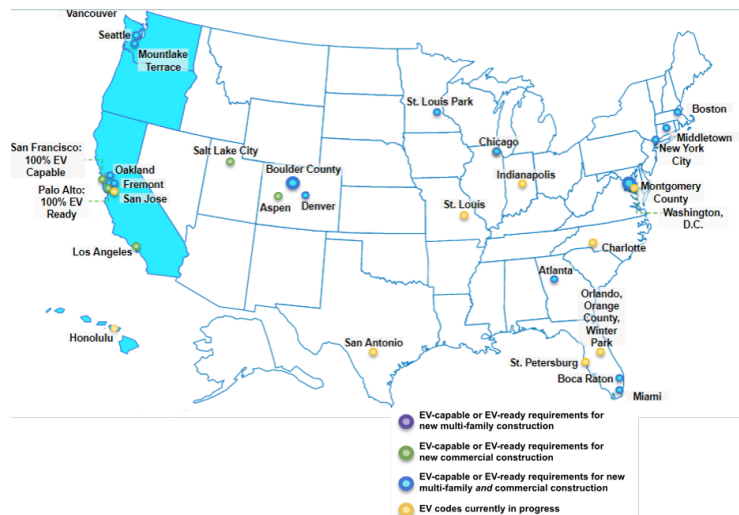 Vancouver
Seattle
Mountlake
Terrace
St. Louis Park
Boston
Chicago
Middletown
New York
City
San Francisco:
100% EV
Capable
Salt Lake City
Oakland
Boulder County
Indianapolis
Palo Alto:
100% EV
Ready
Fremont
San Jose
Aspen
Denver
St. Louis
Montgomery
County
Washington,
D.C.
Los Angeles
Charlotte
Atlanta
Orlando,
Orange
County,
Winter
Park
Honolulu
San Antonio
St. Petersburg
Boca Raton
Miami
EV-capable or EV-ready requirements for
new multi-family construction
EV-capable or EV-ready requirements for
new commercial construction
EV-capable or EV-ready requirements for new
multi-family and commercial construction
EV codes currently in progress